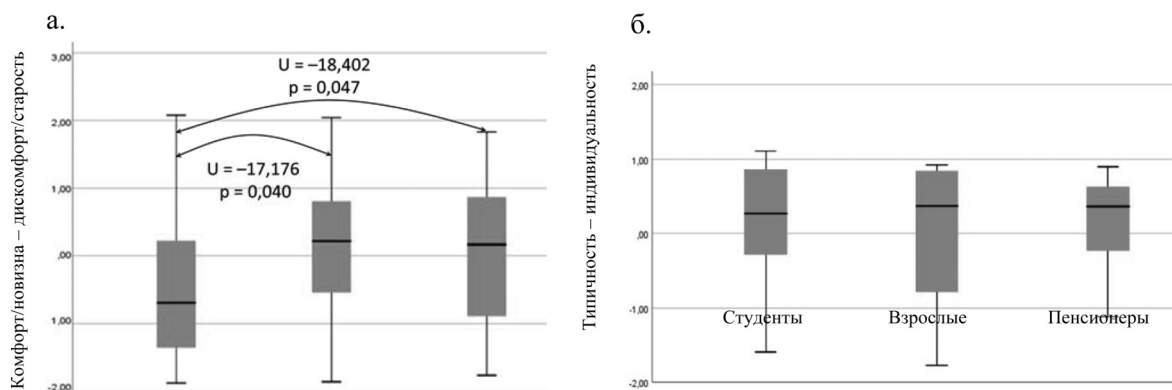 а.
Комфорт/новизна – дискомфорт/старость
3,00
2,00
1,00
,00
1,00
-2,00
U = –18,402
p = 0,047
U = –17,176
p = 0,040
б.
Типичность – индивидуальность
2,00
1,00
,00
-1,00
-2,00
Студенты
Взрослые
Пенсионеры